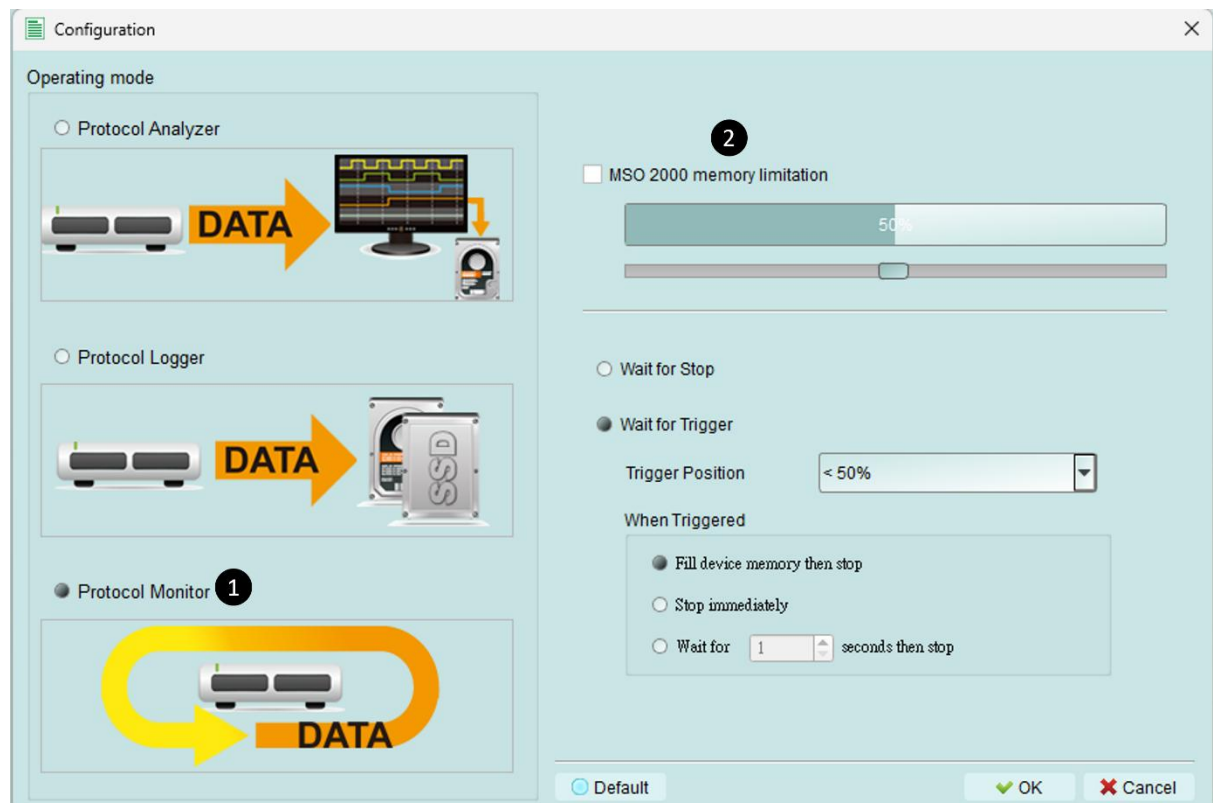 Configuration
Operating mode
Protocol Analyzer
DATA
Protocol Logger
DATA
SSD
Protocol Monitor 1
DATA
2
MSO 2000 memory limitation
50%
Wait for Stop
Wait for Trigger
Trigger Position < 50%
When Triggered
Fill device memory then stop
Stop immediately
Wait for 1 seconds then stop
Default OK Cancel